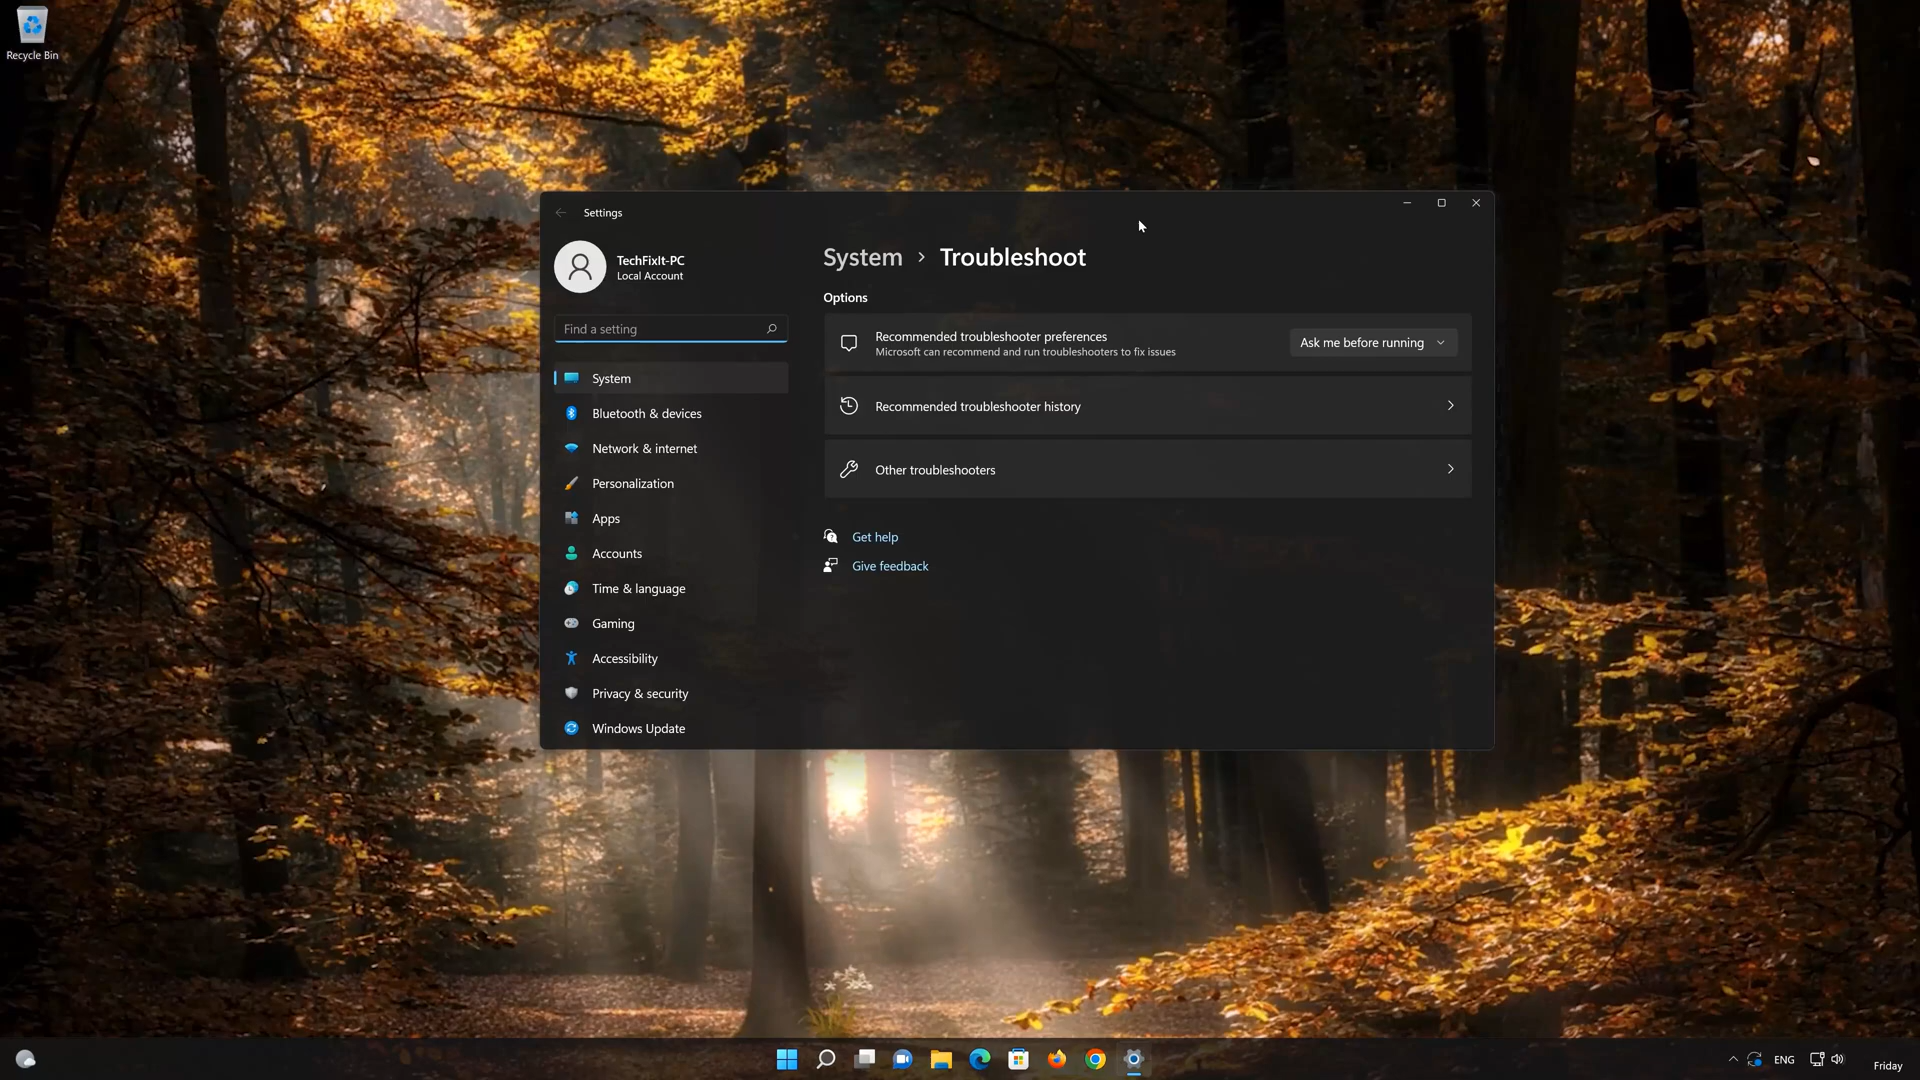 Recycle Bin
Settings
TechFixIt-PC
Local Account
Find a setting
System
Bluetooth & devices
Network & internet
Personalization
Apps
Accounts
Time & language
Gaming
Accessibility
Privacy & security
Windows Update
System > Troubleshoot
Options
Recommended troubleshooter preferences
Microsoft can recommend and run troubleshooters to fix issues
Ask me before running
Recommended troubleshooter history
Other troubleshooters
Get help
Give feedback
ENG
Friday